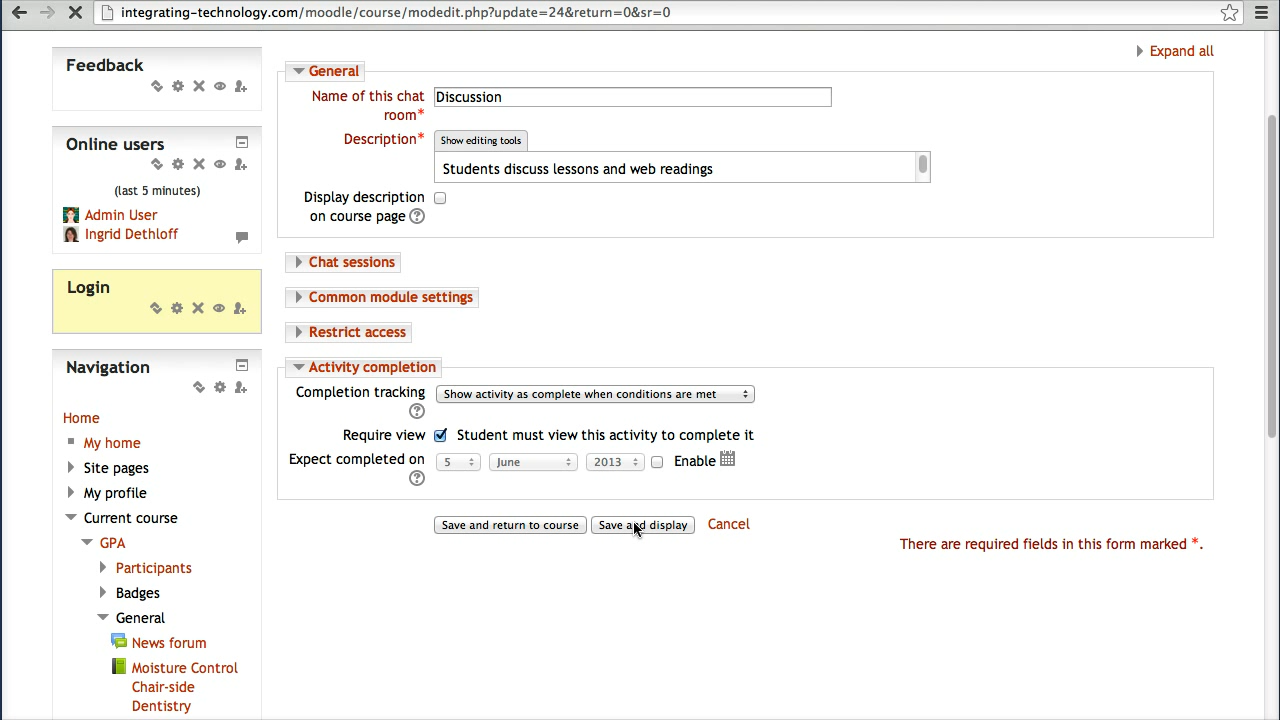 integrating-technology.com/moodle/course/modedit.php?update=24&return=0&sr=0
Feedback
Online users
(last 5 minutes)
Admin User
Ingrid Dethloff
Login
Navigation
Home
My home
Site pages
My profile
Current course
GPA
Participants
Badges
General
News forum
Moisture Control
Chair-side
Dentistry
Expand all
General
Name of this chat
room*
Discussion
Description*
Show editing tools
Students discuss lessons and web readings
Display description
on course page ?
Chat sessions
Common module settings
Restrict access
Activity completion
Completion tracking
?
Show activity as complete when conditions are met
Require view
Student must view this activity to complete it
Expect completed on
?
5 June 2013 Enable
Save and return to course Save and display Cancel
There are required fields in this form marked *.